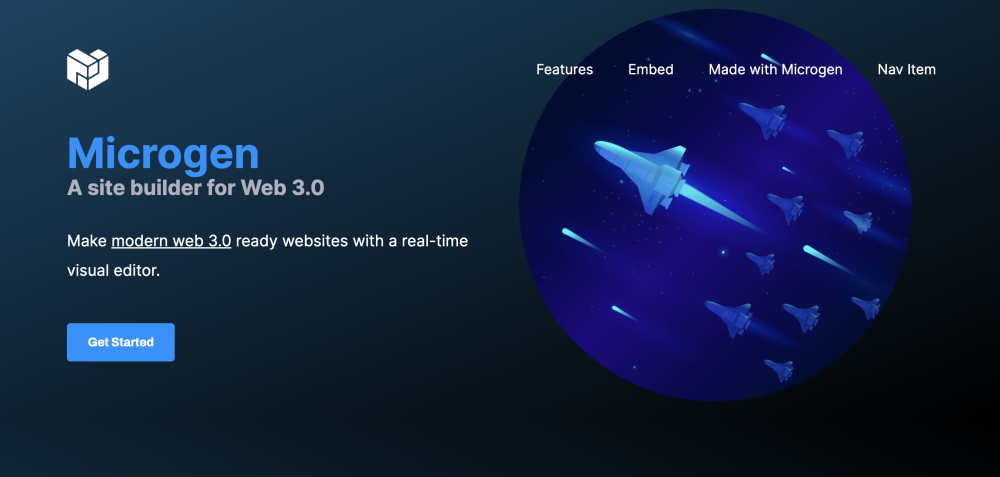 Features Embed Made with Microgen Nav Item
Microgen
A site builder for Web 3.0
Make modern web 3.0 ready websites with a real-time
visual editor.
Get Started